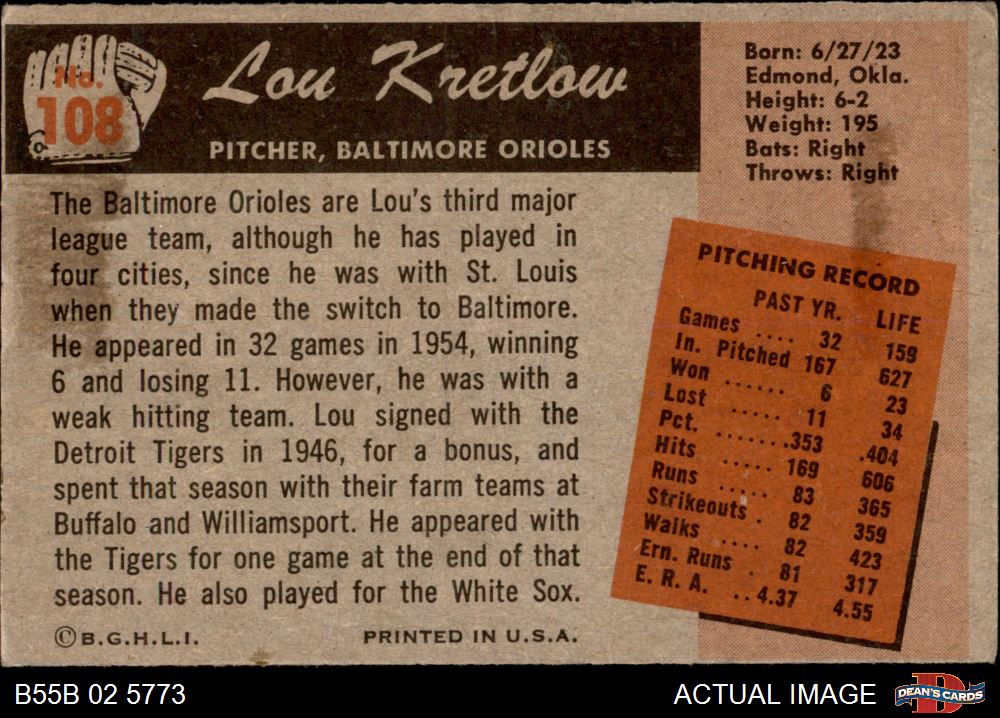 No.
108
Lou Kretlow
PITCHER, BALTIMORE ORIOLES
Born: 6/27/23
Edmond, Okla.
Height: 6-2
Weight: 195
Bats: Right
Throws: Right
The Baltimore Orioles are Lou's third major
league team, although he has played in
four cities, since he was with St. Louis
when they made the switch to Baltimore.
He appeared in 32 games in 1954, winning
6 and losing 11. However, he was with a
weak hitting team. Lou signed with the
Detroit Tigers in 1946, for a bonus, and
spent that season with their farm teams at
Buffalo and Williamsport. He appeared with
the Tigers for one game at the end of that
season. He also played for the White Sox.
©B.G.H.L.I. PRINTED IN U.S.A.
PITCHING RECORD
PAST YR. LIFE
Games .... 32 159
In. Pitched 167 627
Won ...... 6 23
Lost ..... 11 34
Pct. .......353 .404
Hits ..... 169 606
Runs ..... 83 365
Strikeouts . 82 359
Walks .... 82 423
Ern. Runs . 81 317
E. R. A. ..4.37 4.55
B55B 02 5773
ACTUAL IMAGE
D
DEAN'S CARDS